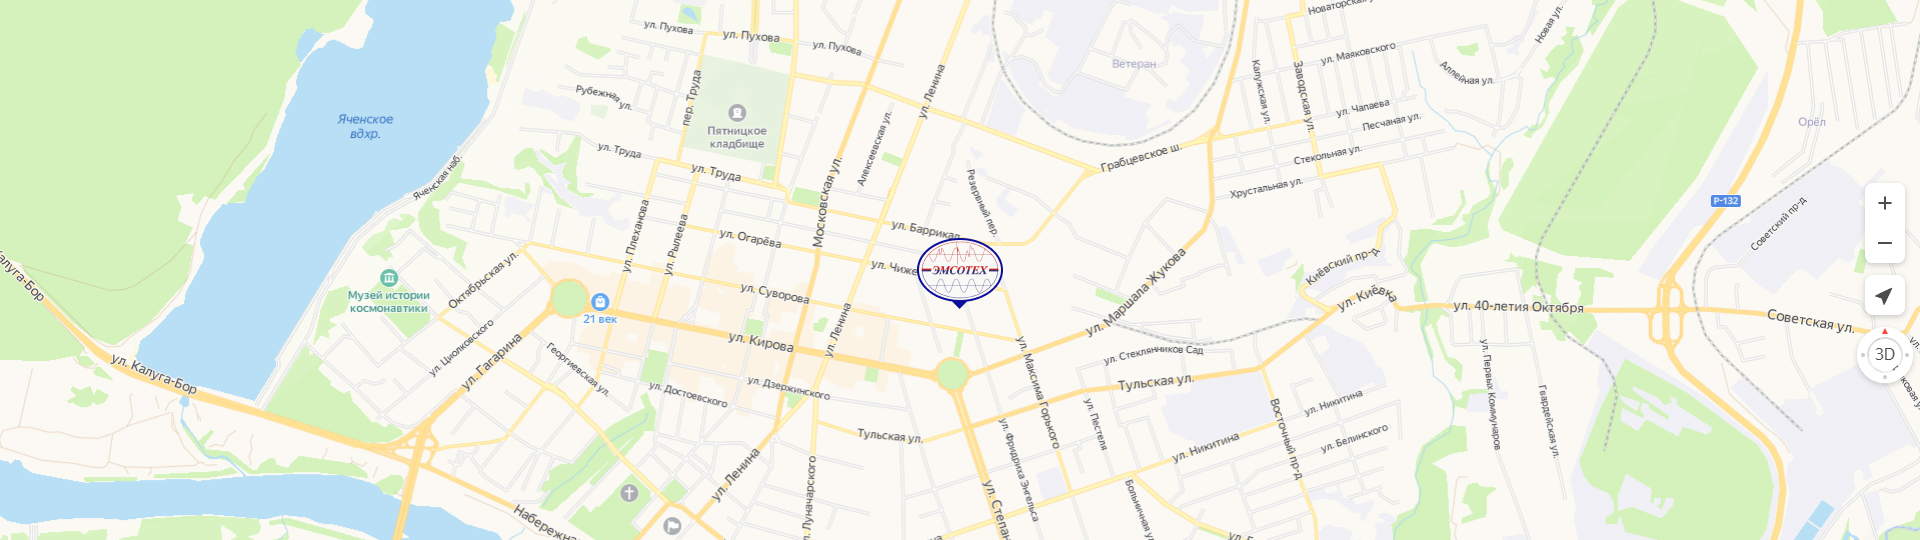 Новаторская ул.
ул. Пухова
ул. Пухова
ул. Пухова
Новая ул.
ул. Маяковского
Ветеран
Аллейная ул.
Калужская ул.
Заводская ул.
ул. Ленина
пер. Труда
Рубежная ул.
ул. Чапаева
Песчаная ул.
Яченское
вдхр.
Пятницкое
кладбище
Орёл
Алексеевская ул.
ул. Труда
Грабцевское ш.
Стекольная ул.
Яченская наб.
ул. Труда
Хрустальная ул.
Резервный пер.
Московская ул.
Р-132
Советский пр-д
ул. Плеханова
ул. Рылеева
ул. Огарёва
ул. Баррикад
ул. Чиже
ЭМСОТЕХ
Октябрьская ул.
Киёвский пр-д
Калуга-Бор
Музей истории
космонавтики
ул. Суворова
ул. Маршала Жукова
ул. Киёвка
ул. 40-летия Октября
21 век
Советская ул.
ул. Ленина
ул. Кирова
ул. Циолковского
ул. Гагарина
Георгиевская ул.
ул. Стеклянников Сад
3D
ул. Калуга-Бор
ул. Достоевского
ул. Дзержинского
ул. Максима Горького
Тульская ул.
ул. Первых Коммунаров
Гвардейская ул.
ул. Никитина
Восточный пр-д
ул. Пестеля
Тульская ул.
ул. Фридриха Энгельса
ул. Никитина
ул. Белинского
ул. Ленина
ул. Луначарского
ул. Степан
Больничная ул.
Набережна